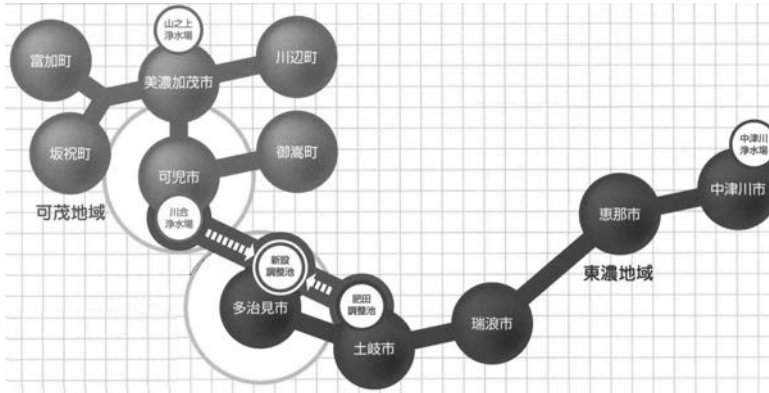 山之上
浄水場
富加町
美濃加茂市
川辺町
坂祝町
可児市
御嵩町
可茂地域
川合
浄水場
中津川
浄水場
中津川市
恵那市
東濃地域
新設
調整池
多治見市
肥田
調整池
土岐市
瑞浪市